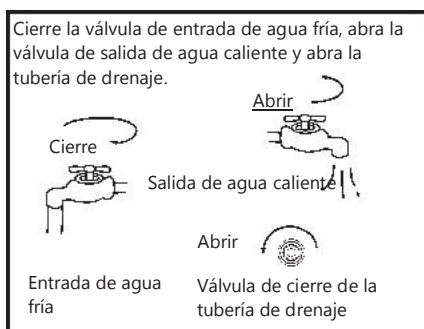 Cierre la válvula de entrada de agua fría, abra la
válvula de salida de agua caliente y abra la
tubería de drenaje.
Abrir
Cierre
Salida de agua caliente
Abrir
Entrada de agua
fría
Válvula de cierre de la
tubería de drenaje